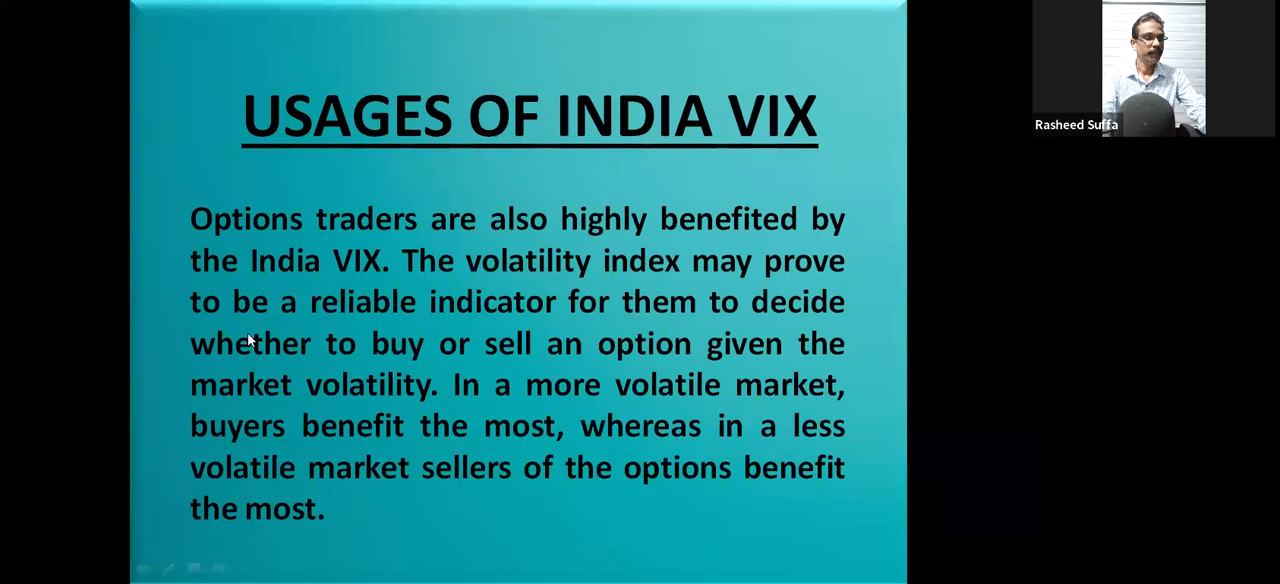 USAGES OF INDIA VIX
Options traders are also highly benefited by
the India VIX. The volatility index may prove
to be a reliable indicator for them to decide
whether to buy or sell an option given the
market volatility. In a more volatile market,
buyers benefit the most, whereas in a less
volatile market sellers of the options benefit
the most.
Rasheed Suffa